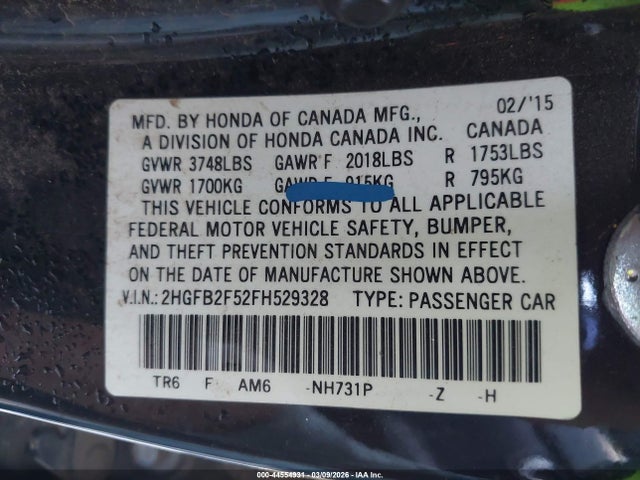 MFD. BY HONDA OF CANADA MFG., 02/'15
A DIVISION OF HONDA CANADA INC. CANADA
GVWR 3748LBS GAWR F 2018LBS R 1753LBS
GVWR 1700KG GAWR F 915KG R 795KG
THIS VEHICLE CONFORMS TO ALL APPLICABLE
FEDERAL MOTOR VEHICLE SAFETY, BUMPER,
AND THEFT PREVENTION STANDARDS IN EFFECT
ON THE DATE OF MANUFACTURE SHOWN ABOVE.
V.I.N.: 2HGFB2F52FH529328 TYPE: PASSENGER CAR
TR6 F AM6 -NH731P -Z -H
000-44554931 - 03/09/2026 - IAA Inc.